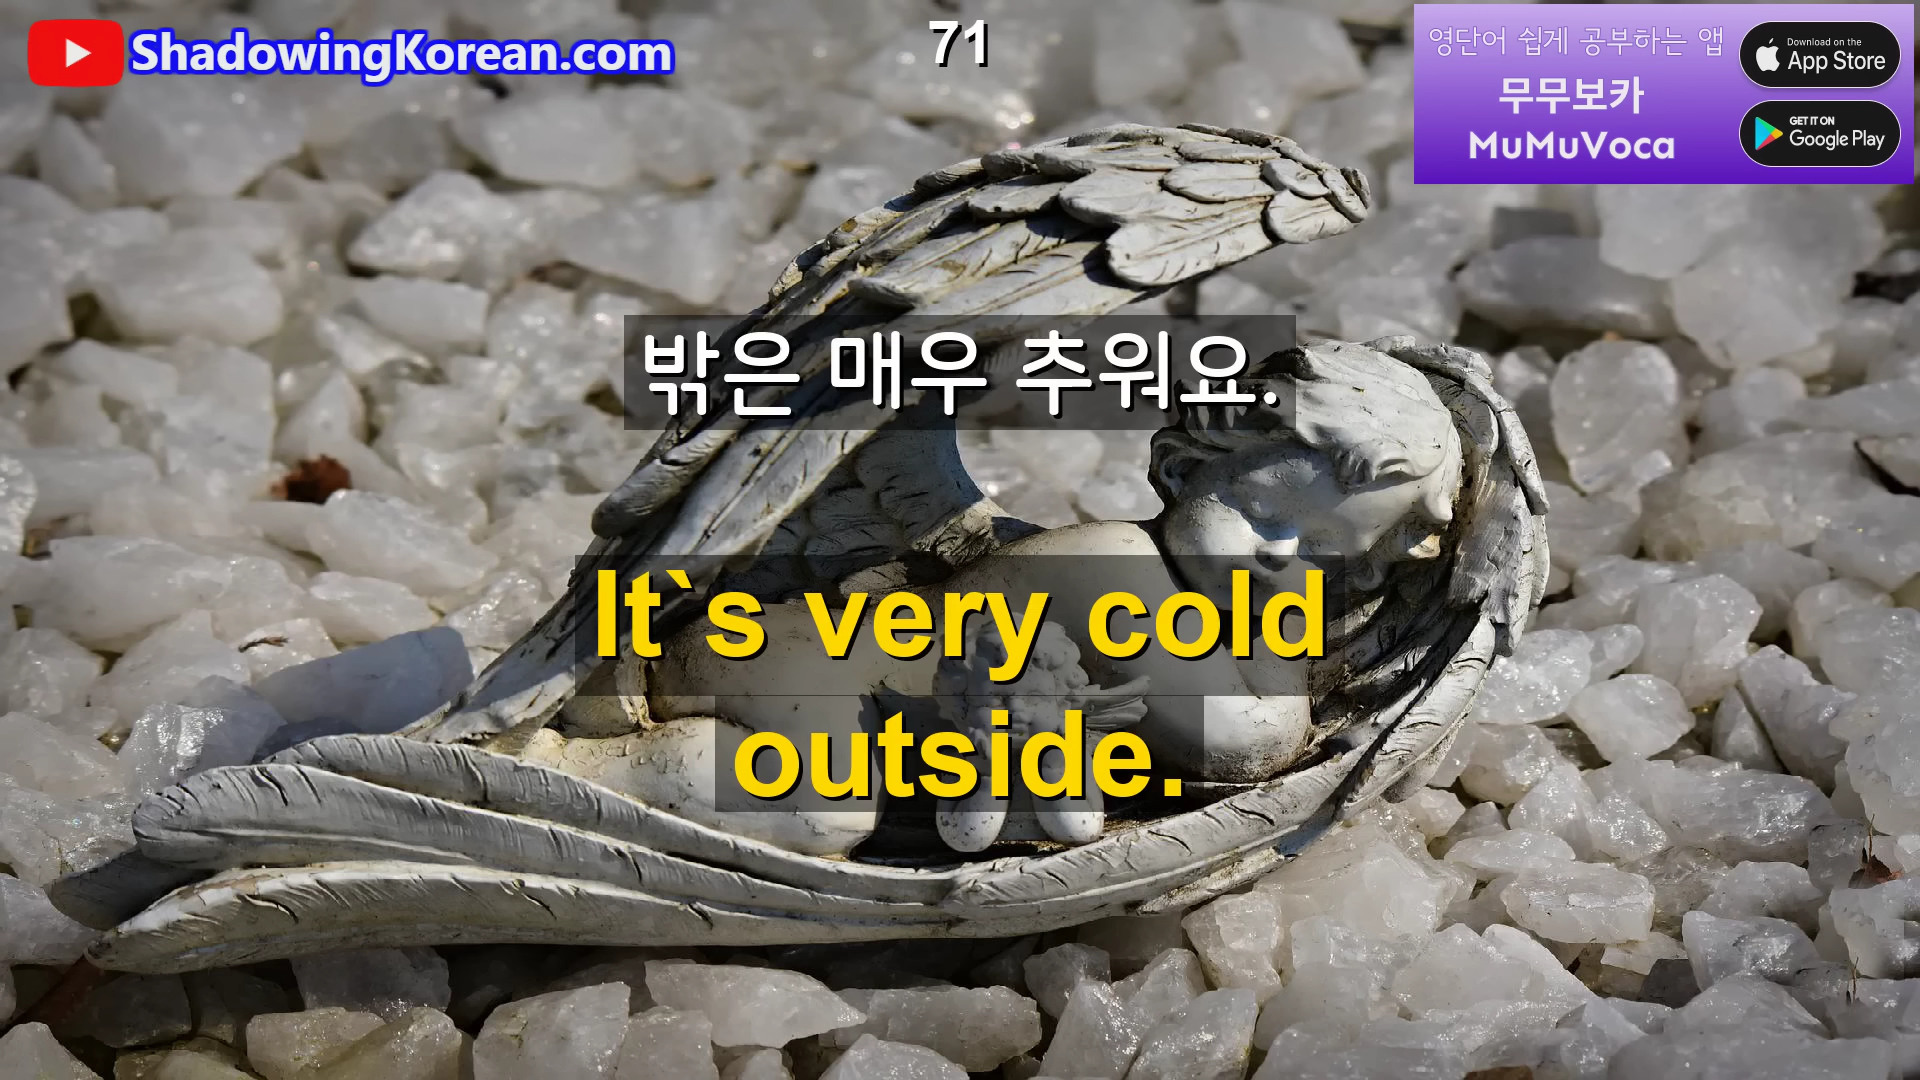 ShadowingKorean.com
71
영단어 쉽게 공부하는 앱
무무보카
MuMuVoca
Download on the
App Store
GET IT ON
Google Play
밖은 매우 추워요.
It`s very cold
outside.